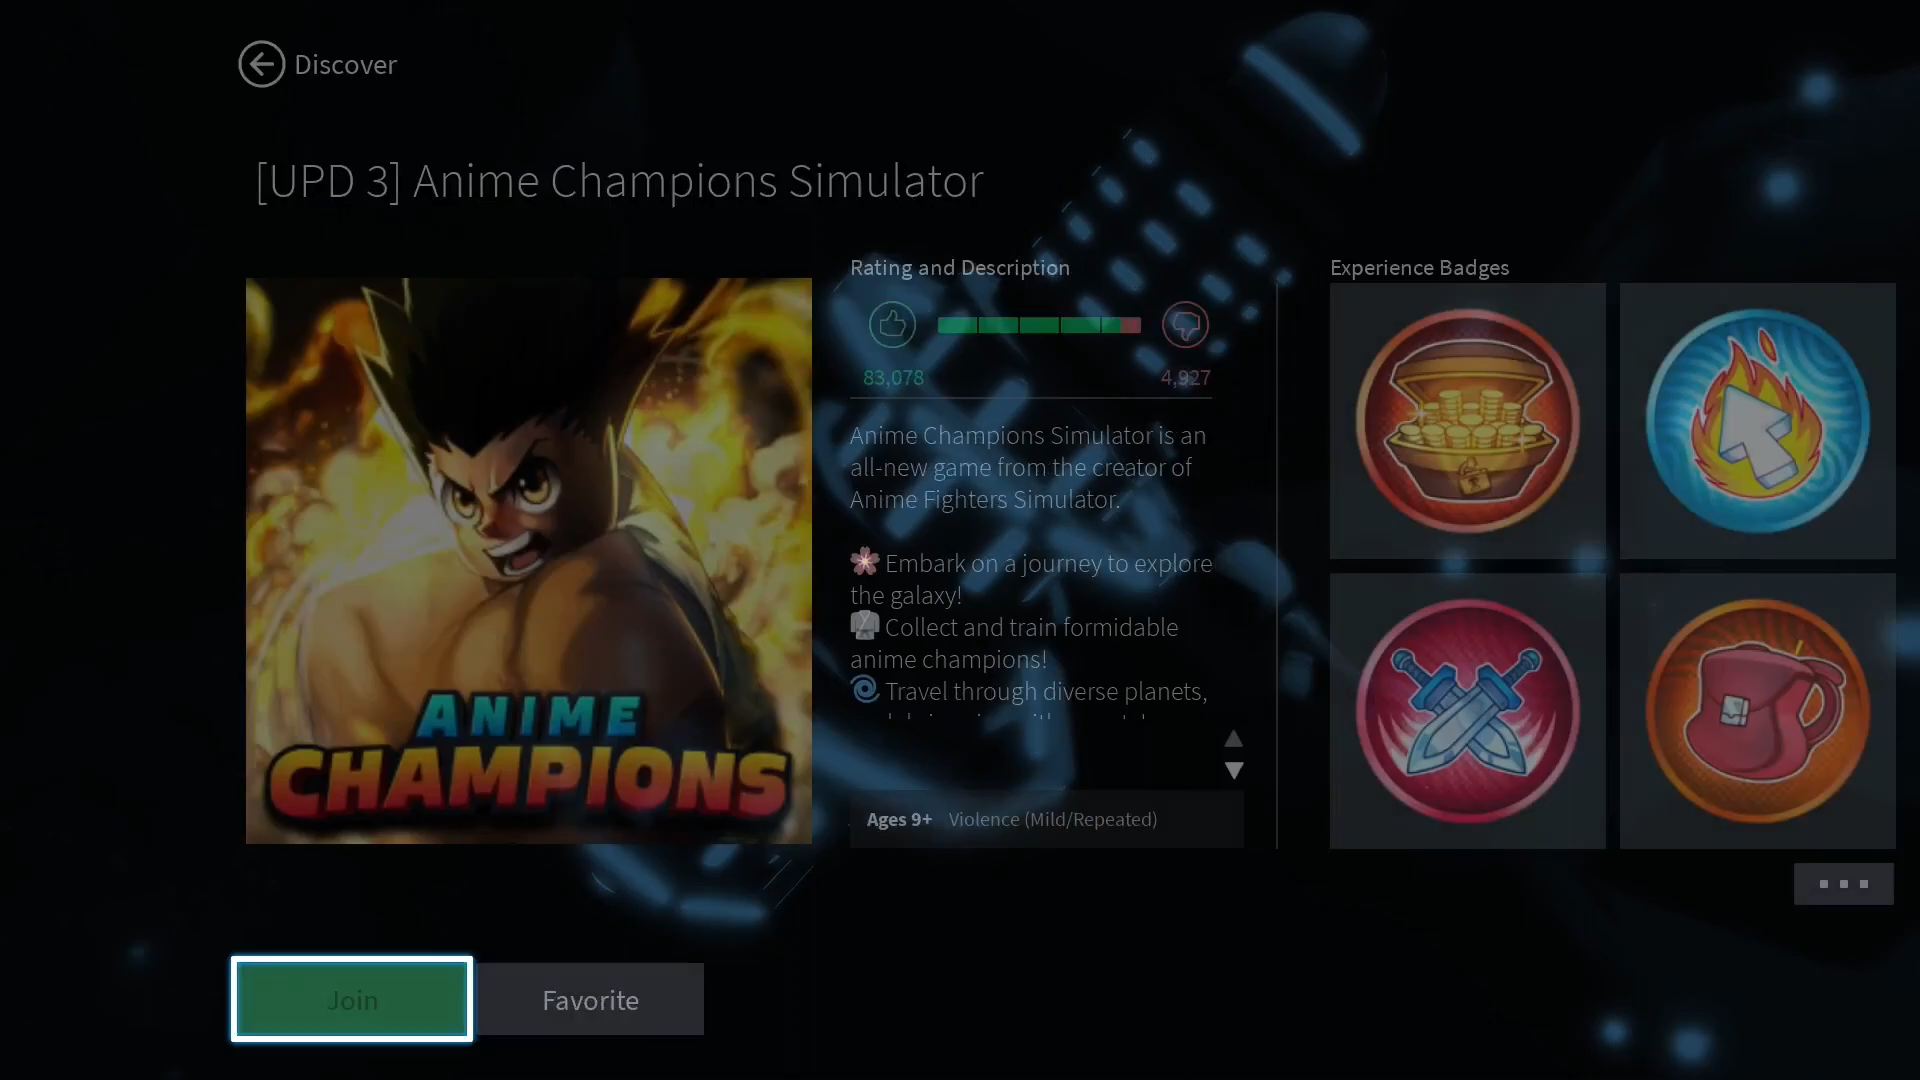 Discover
[UPD 3] Anime Champions Simulator
Rating and Description
83,078
4,927
Anime Champions Simulator is an
all-new game from the creator of
Anime Fighters Simulator.
Embark on a journey to explore
the galaxy!
Collect and train formidable
anime champions!
Travel through diverse planets,
Ages 9+ Violence (Mild/Repeated)
Experience Badges
ANIME
CHAMPIONS
Join
Favorite